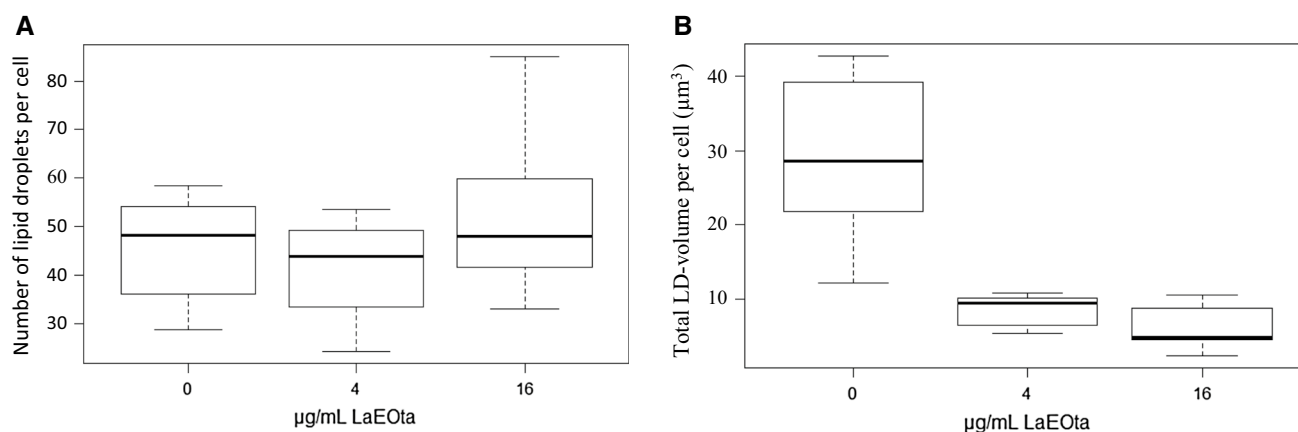 A
Number of lipid droplets per cell
80
70
60
50
40
30
0
4
16
µg/mL LaEOta
B
Total LD-volume per cell (µm³)
40
30
20
10
0
4
16
µg/mL LaEOta